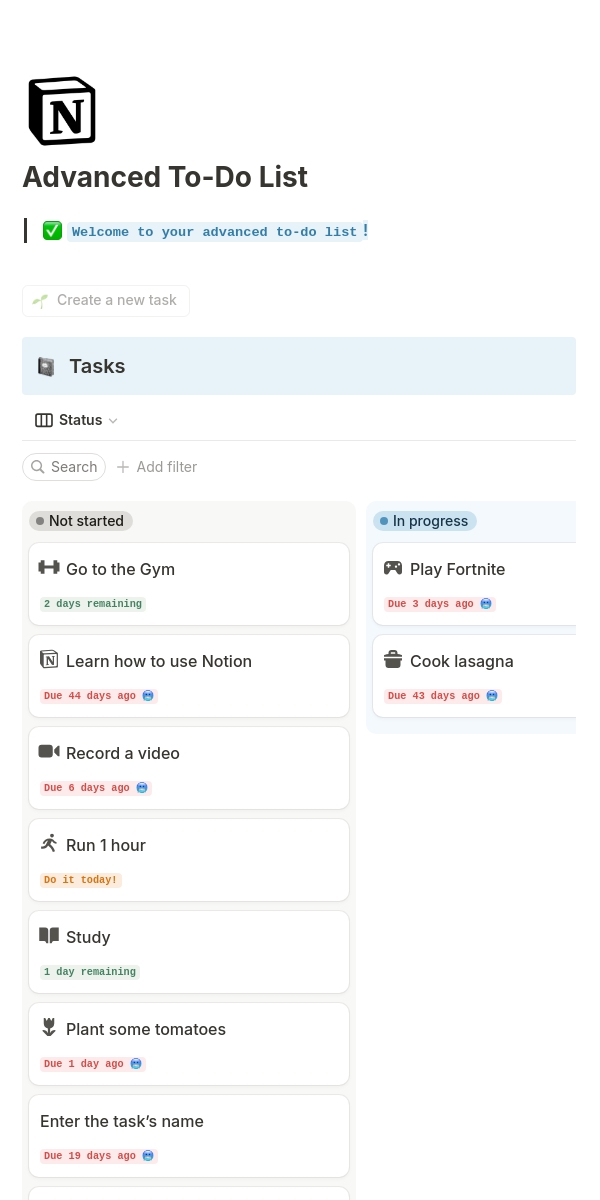 N
Advanced To-Do List
✅ Welcome to your advanced to-do list!
Create a new task
Tasks
Status
Search
Add filter
Not started
Go to the Gym
2 days remaining
Learn how to use Notion
Due 44 days ago 🥶
Record a video
Due 6 days ago 🥶
Run 1 hour
Do it today!
Study
1 day remaining
Plant some tomatoes
Due 1 day ago 🥶
Enter the task’s name
Due 19 days ago 🥶
In progress
Play Fortnite
Due 3 days ago 🥶
Cook lasagna
Due 43 days ago 🥶